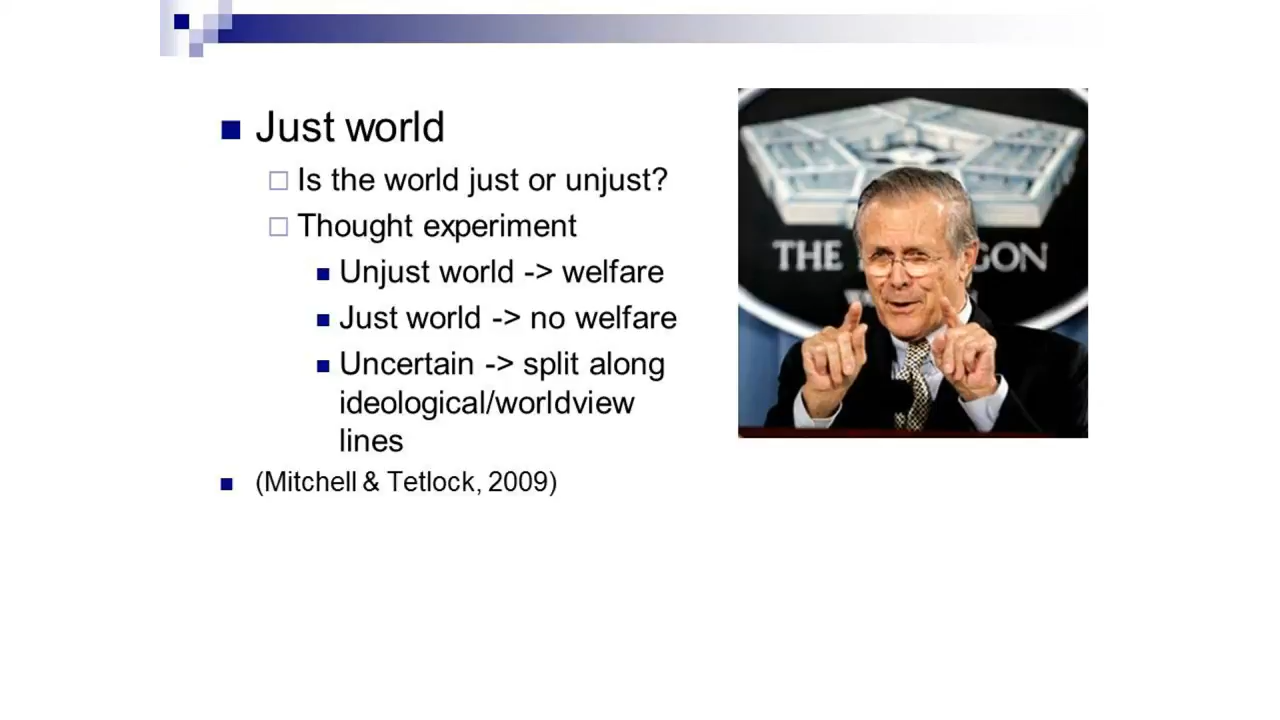 Just world
Is the world just or unjust?
Thought experiment
Unjust world -> welfare
Just world -> no welfare
Uncertain -> split along
ideological/worldview
lines
(Mitchell & Tetlock, 2009)
THE
GON